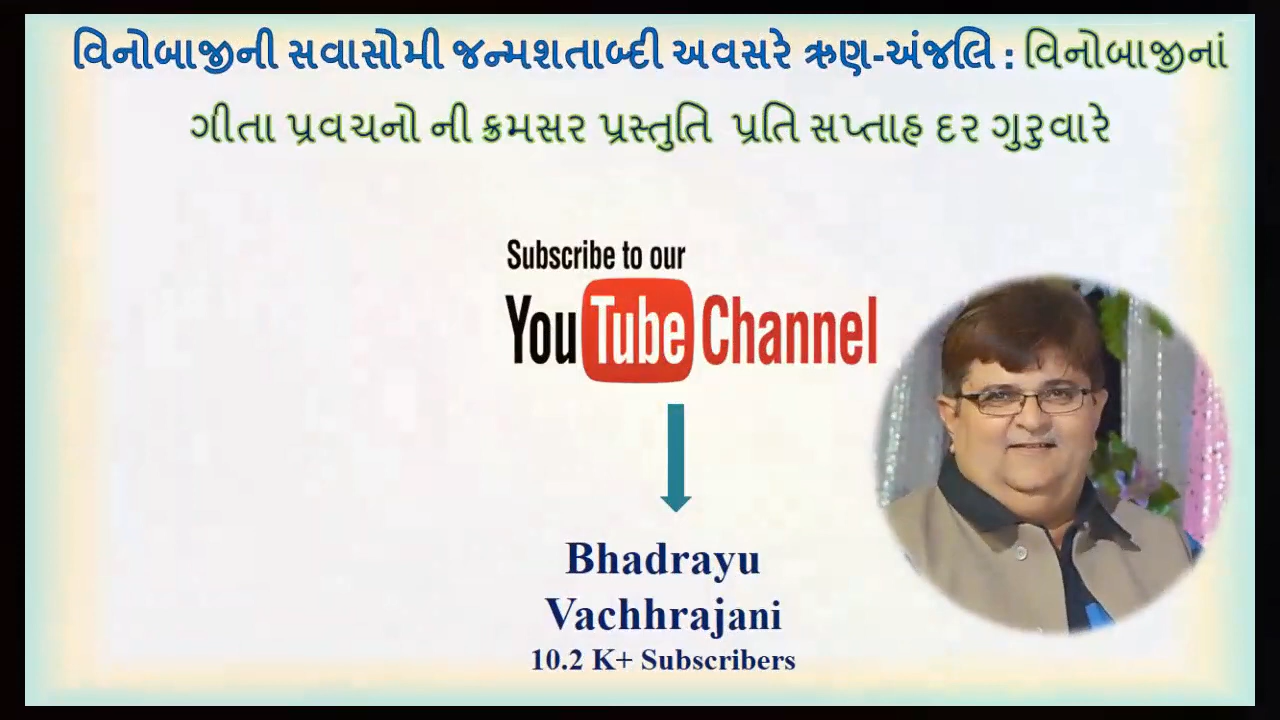 વિનોબાજીની સવાસોમી જન્મશતાબ્દી અવસરે ઋણ-અંજલિ : વિનોબાજીનાં
ગીતા પ્રવચનો ની ક્રમસર પ્રસ્તુતિ પ્રતિ સપ્તાહ દર ગુરુવારે
Subscribe to our
YouTube Channel
Bhadrayu
Vachhrajani
10.2 K+ Subscribers